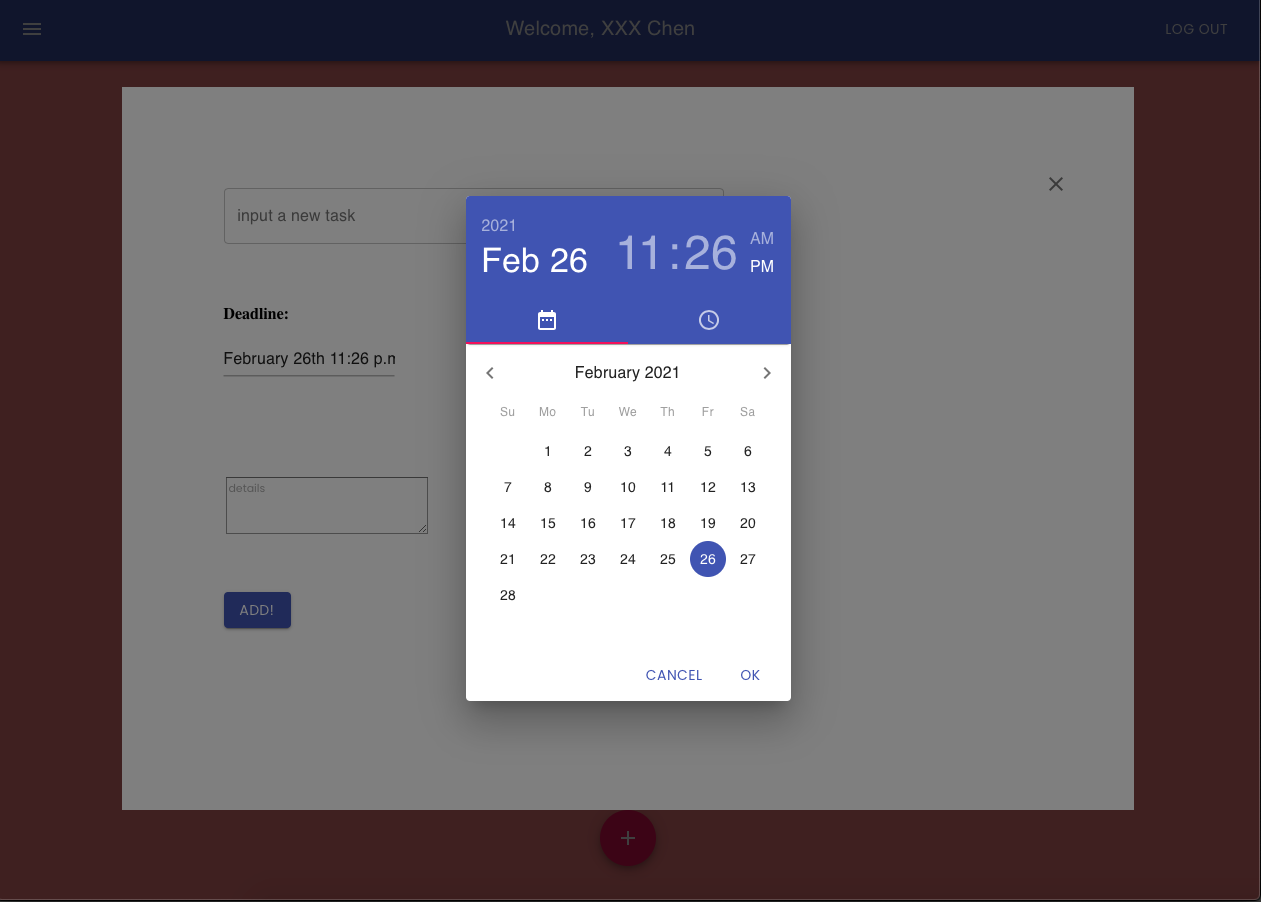 Welcome, XXX Chen
LOG OUT
input a new task
Deadline:
February 26th 11:26 p.m
details
ADD!
2021
Feb 26
11:26
AM
PM
February 2021
Su Mo Tu We Th Fr Sa
1 2 3 4 5 6
7 8 9 10 11 12 13
14 15 16 17 18 19 20
21 22 23 24 25 26 27
28
CANCEL OK